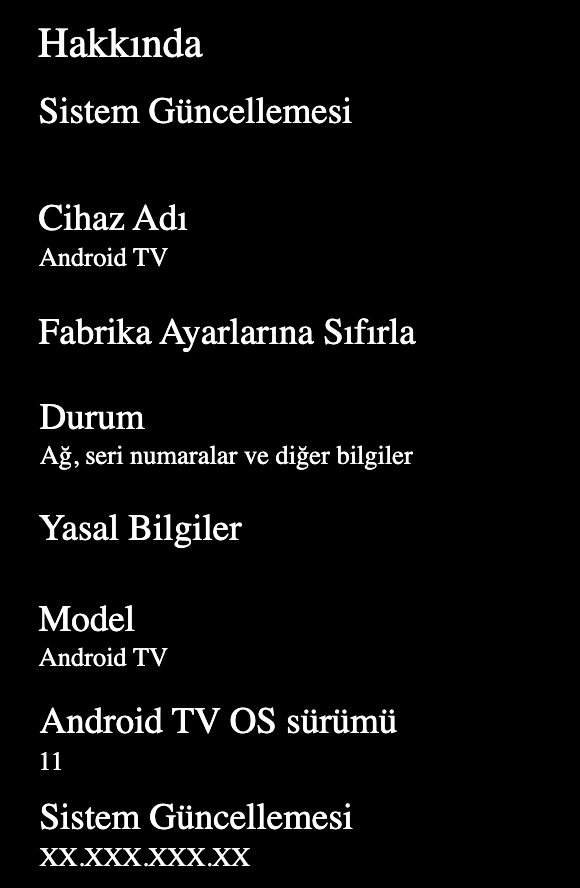 Hakkında
Sistem Güncellemesi
Cihaz Adı
Android TV
Fabrika Ayarlarına Sıfırla
Durum
Ağ, seri numaralar ve diğer bilgiler
Yasal Bilgiler
Model
Android TV
Android TV OS sürümü
11
Sistem Güncellemesi
XX.XXX.XXX.XX